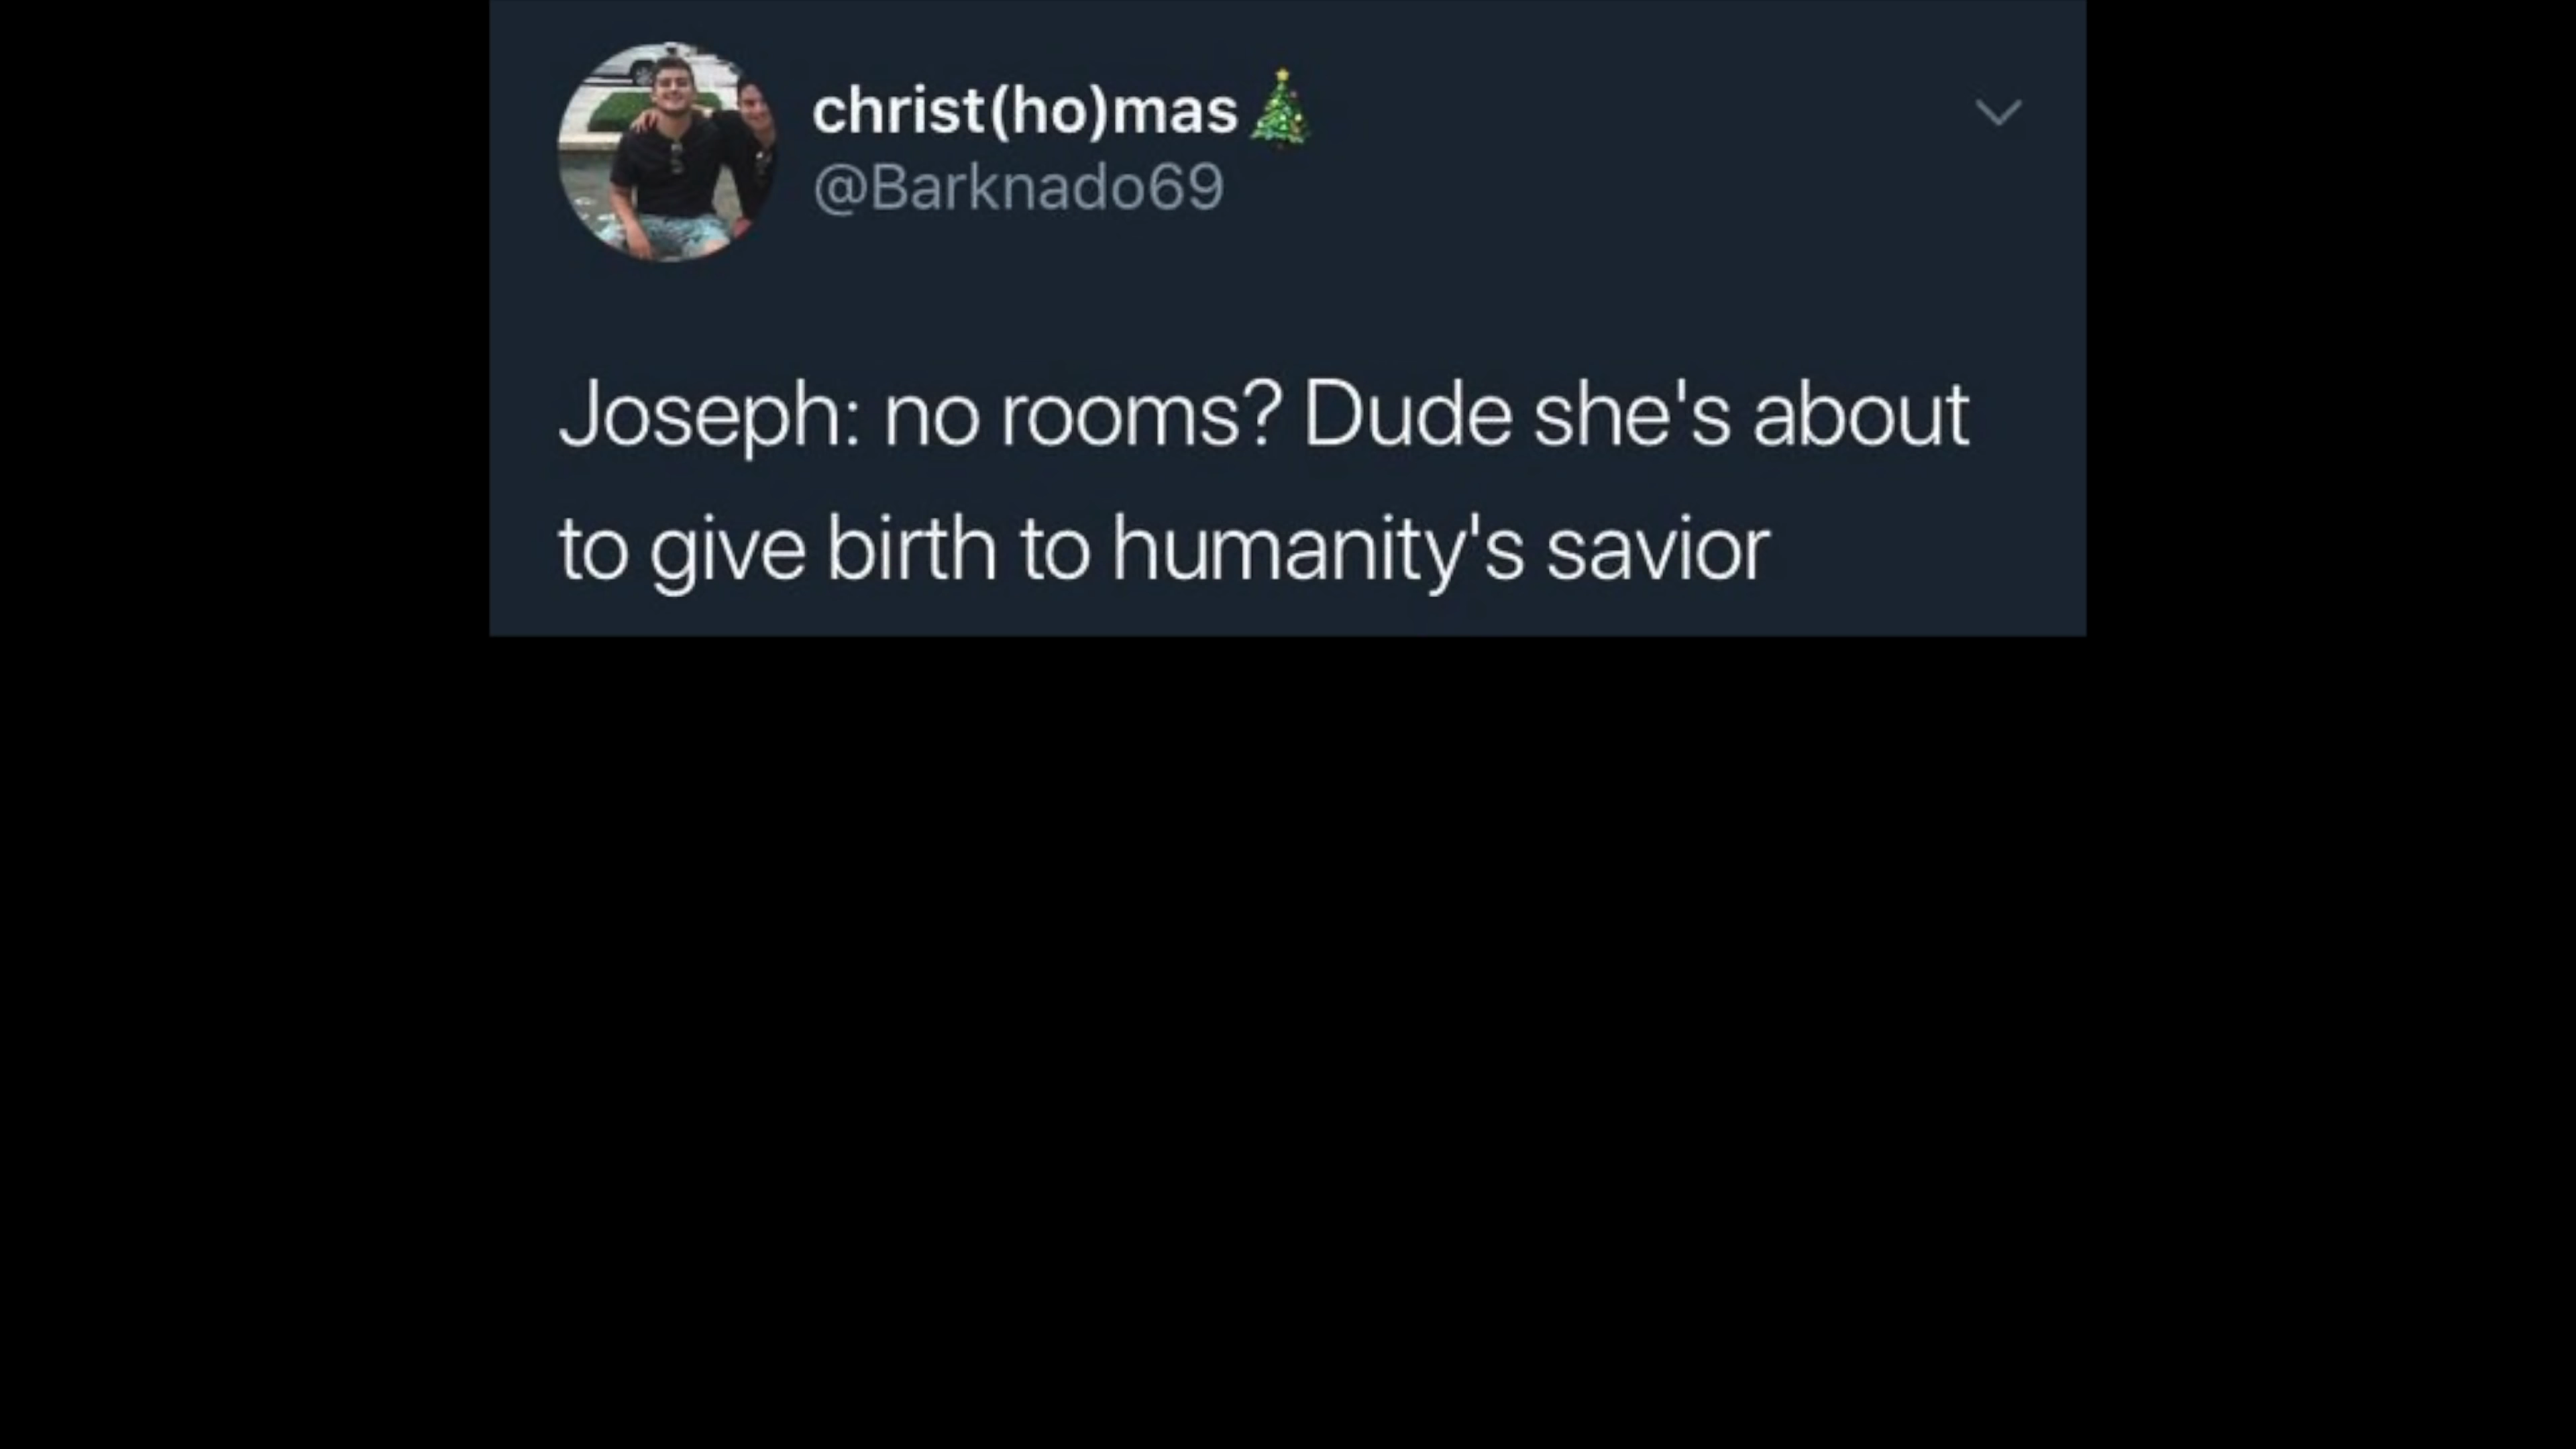 christ(ho)mas🎄
@Barknado69
Joseph: no rooms? Dude she's about
to give birth to humanity's savior